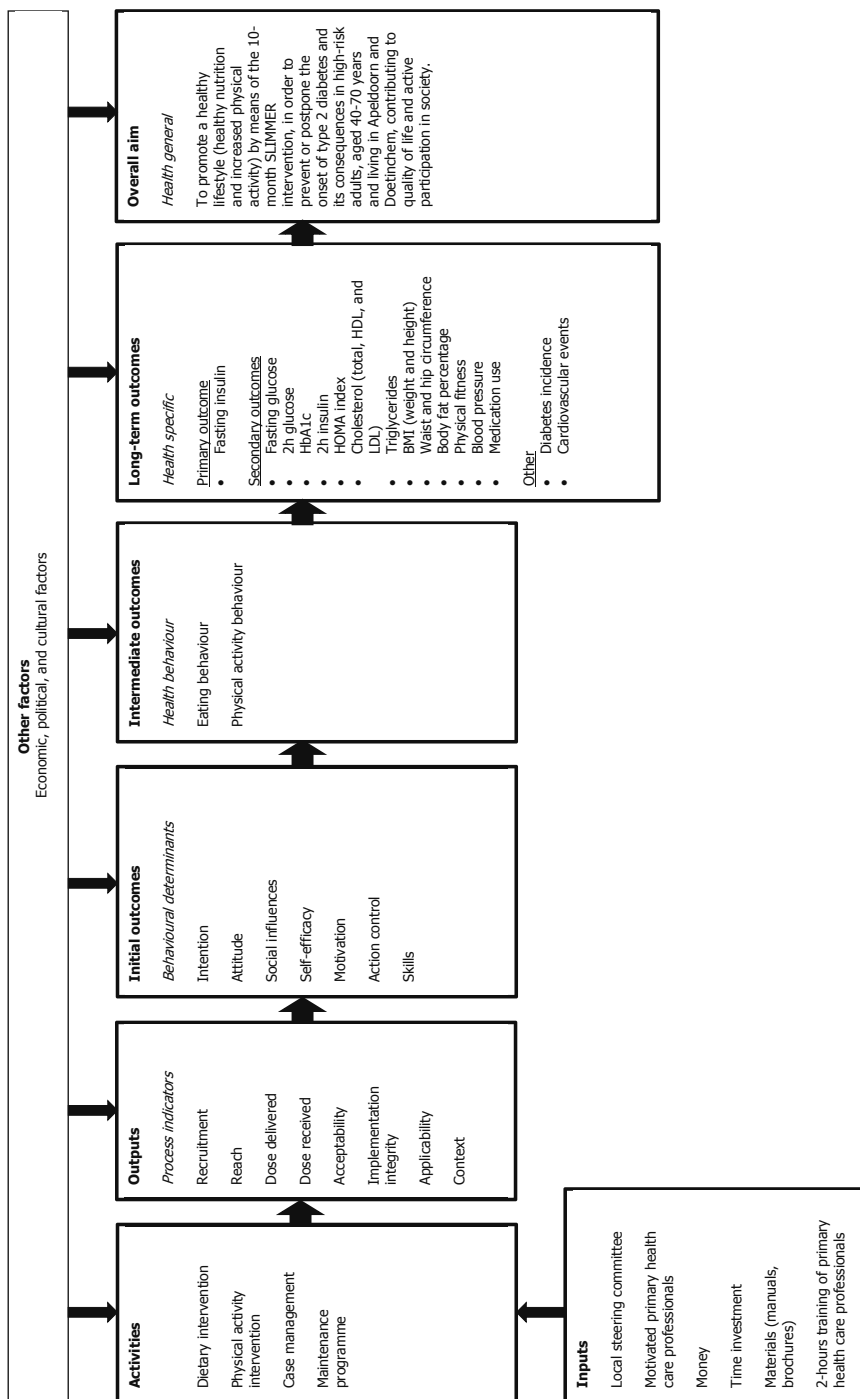 Other factors
Economic, political, and cultural factors
Activities
Dietary intervention
Physical activity
intervention
Case management
Maintenance
programme
Inputs
Local steering committee
Motivated primary health
care professionals
Money
Time investment
Materials (manuals,
brochures)
2-hours training of primary
health care professionals
Outputs
Process indicators
Recruitment
Reach
Dose delivered
Dose received
Acceptability
Implementation
integrity
Applicability
Context
Initial outcomes
Behavioural determinants
Intention
Attitude
Social influences
Self-efficacy
Motivation
Action control
Skills
Intermediate outcomes
Health behaviour
Eating behaviour
Physical activity behaviour
Long-term outcomes
Health specific
Primary outcome
• Fasting insulin
Secondary outcomes
• Fasting glucose
• 2h glucose
• HbA1c
• 2h insulin
• HOMA index
• Cholesterol (total, HDL, and
LDL)
• Triglycerides
• BMI (weight and height)
• Waist and hip circumference
• Body fat percentage
• Physical fitness
• Blood pressure
• Medication use
Other
• Diabetes incidence
• Cardiovascular events
Overall aim
Health general
To promote a healthy
lifestyle (healthy nutrition
and increased physical
activity) by means of the 10-
month SLIMMER
intervention, in order to
prevent or postpone the
onset of type 2 diabetes and
its consequences in high-risk
adults, aged 40-70 years
and living in Apeldoorn and
Doetinchem, contributing to
quality of life and active
participation in society.